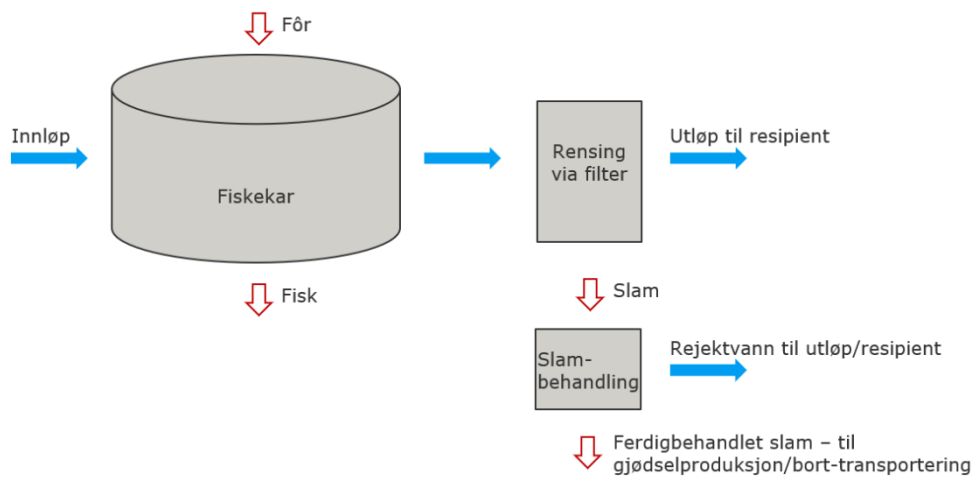 Fôr
Innløp
Fiskekar
Rensing
via filter
Utløp til resipient
Fisk
Slam
Slam-
behandling
Rejektvann til utløp/resipient
Ferdigbehandlet slam – til
gjødselproduksjon/bort-transportering